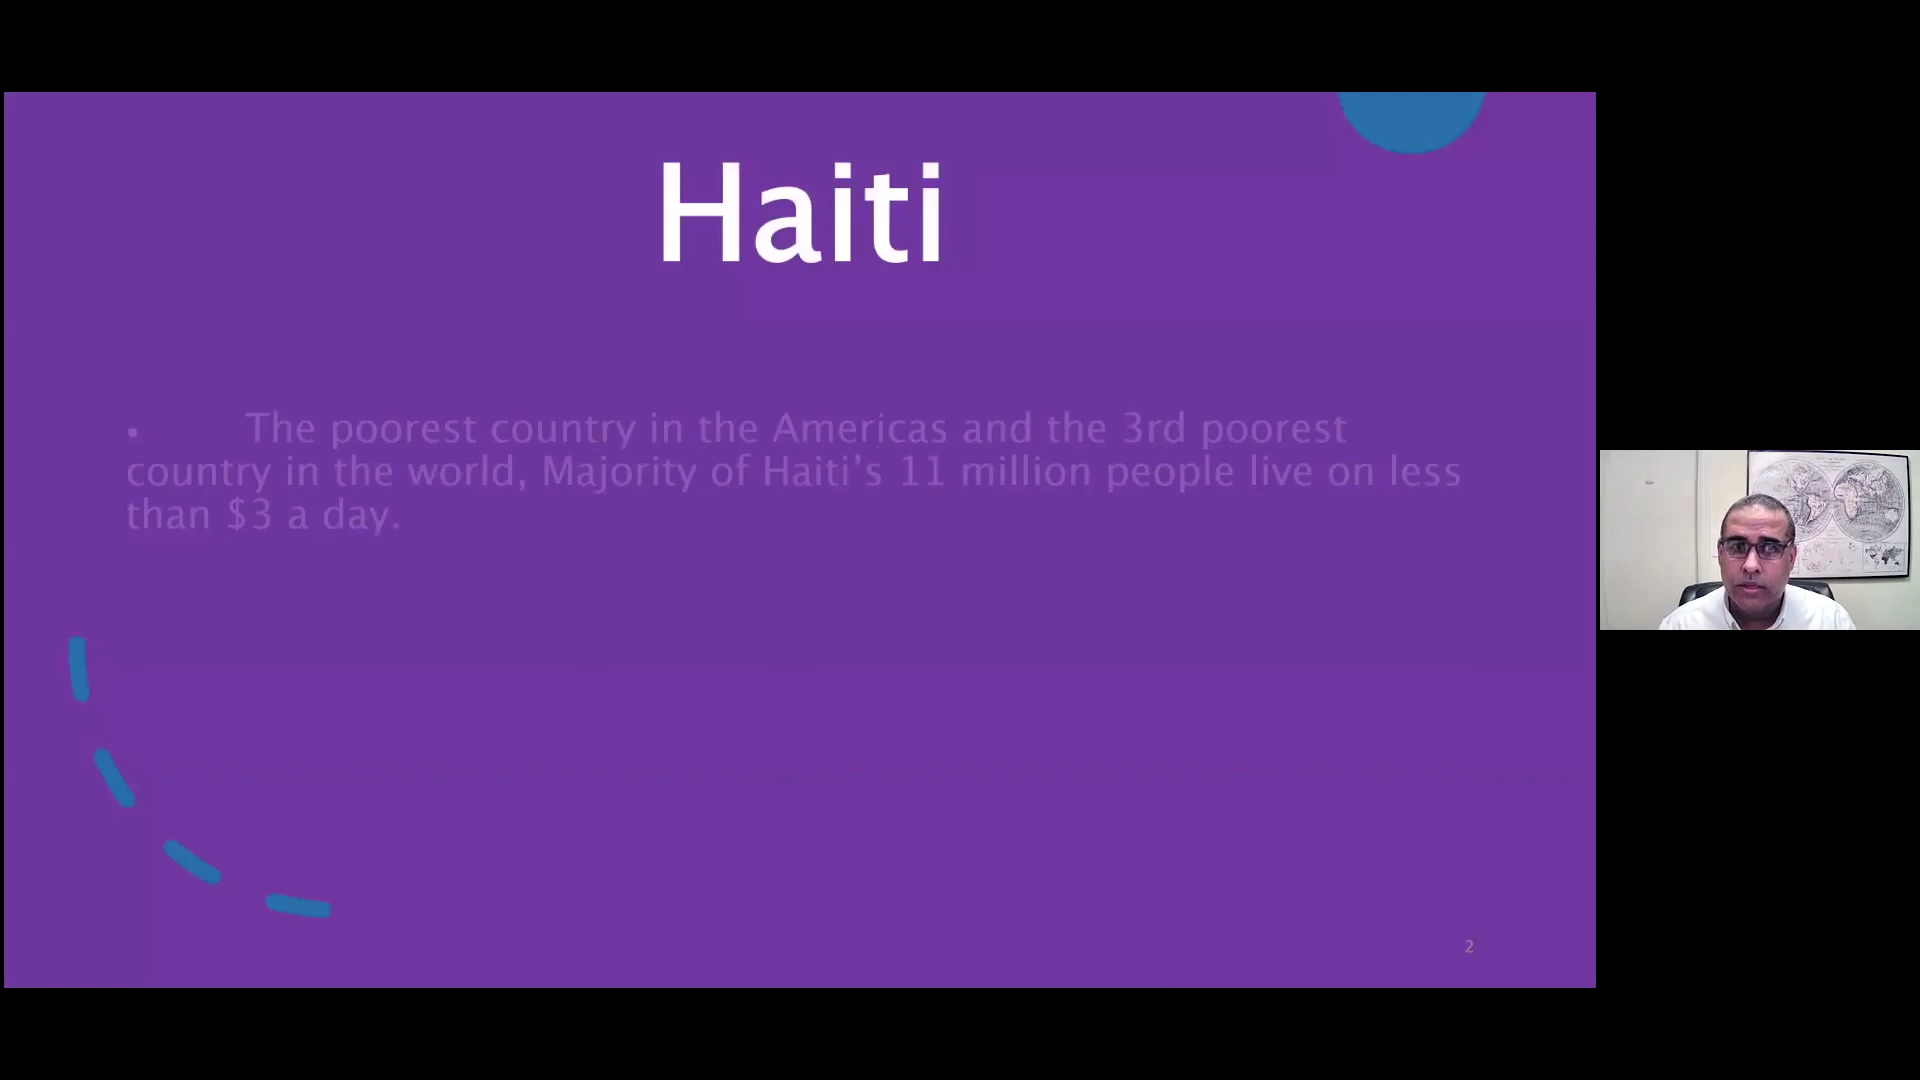 Haiti
• The poorest country in the Americas and the 3rd poorest
country in the world, Majority of Haiti’s 11 million people live on less
than $3 a day.
2